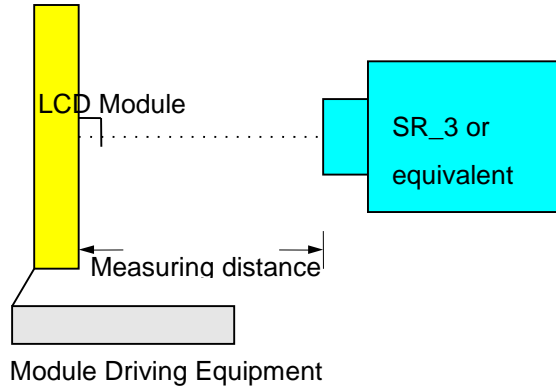 LCD Module
SR_3 or
equivalent
Measuring distance
Module Driving Equipment